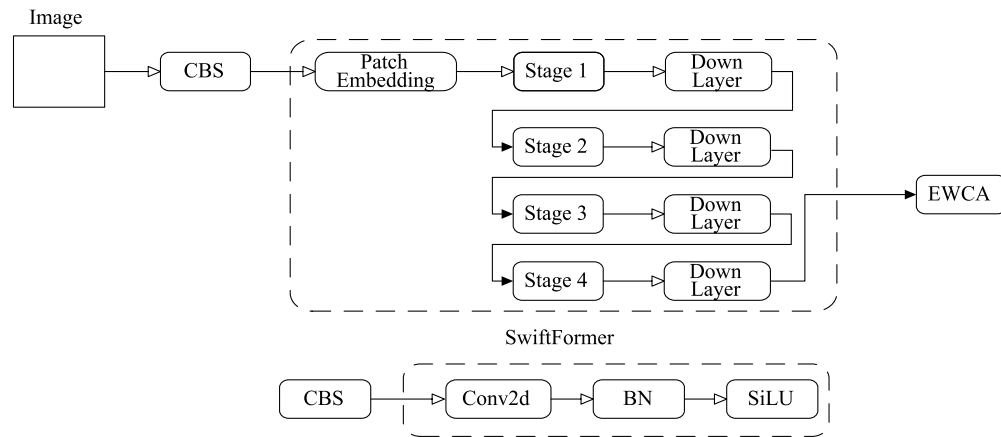 Image
CBS
Patch
Embedding
Stage 1
Down
Layer
Stage 2
Down
Layer
Stage 3
Down
Layer
Stage 4
Down
Layer
EWCA
SwiftFormer
CBS
Conv2d
BN
SiLU